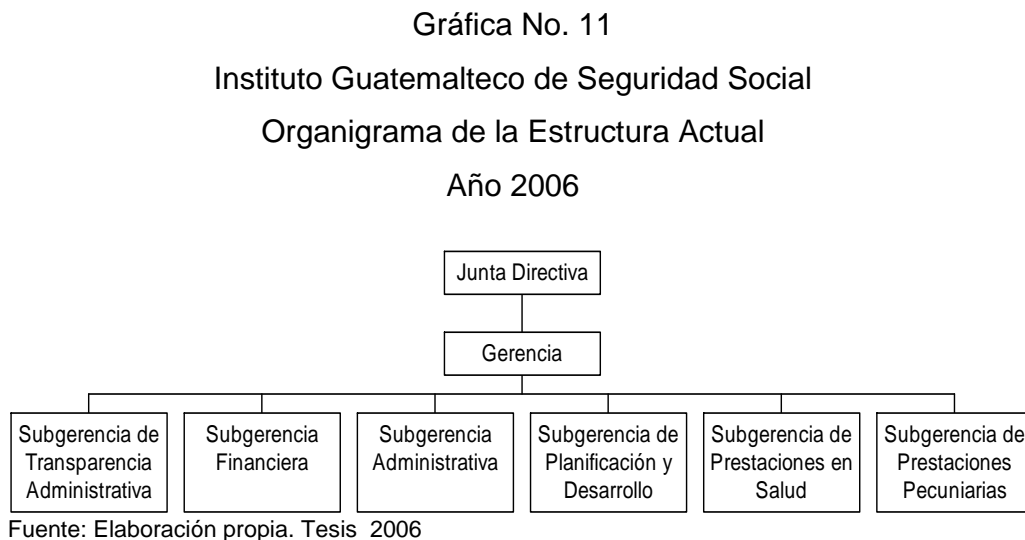 Gráfica No. 11
Instituto Guatemalteco de Seguridad Social
Organigrama de la Estructura Actual
Año 2006
Junta Directiva
Gerencia
Subgerencia de
Transparencia
Administrativa
Subgerencia
Financiera
Subgerencia
Administrativa
Subgerencia de
Planificación y
Desarrollo
Subgerencia de
Prestaciones en
Salud
Subgerencia de
Prestaciones
Pecuniarias
Fuente: Elaboración propia. Tesis 2006